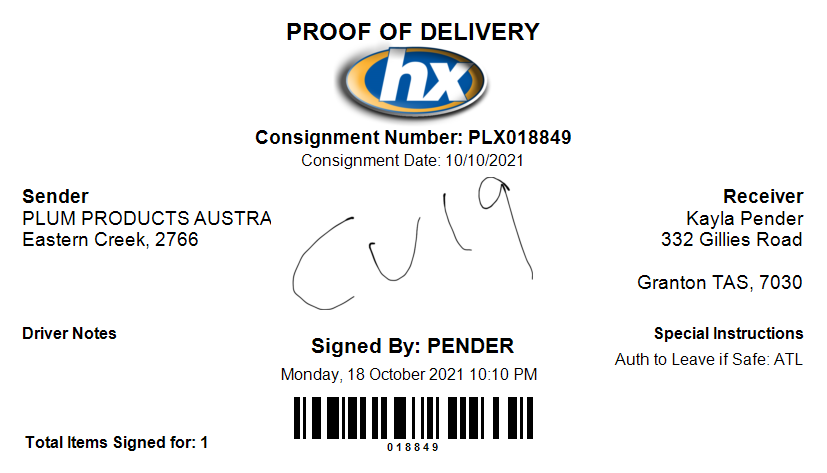 PROOF OF DELIVERY
hx
Consignment Number: PLX018849
Consignment Date: 10/10/2021
Sender
PLUM PRODUCTS AUSTRA
Eastern Creek, 2766
CV19
Receiver
Kayla Pender
332 Gillies Road
Granton TAS, 7030
Driver Notes
Signed By: PENDER
Monday, 18 October 2021 10:10 PM
Special Instructions
Auth to Leave if Safe: ATL
018849
Total Items Signed for: 1